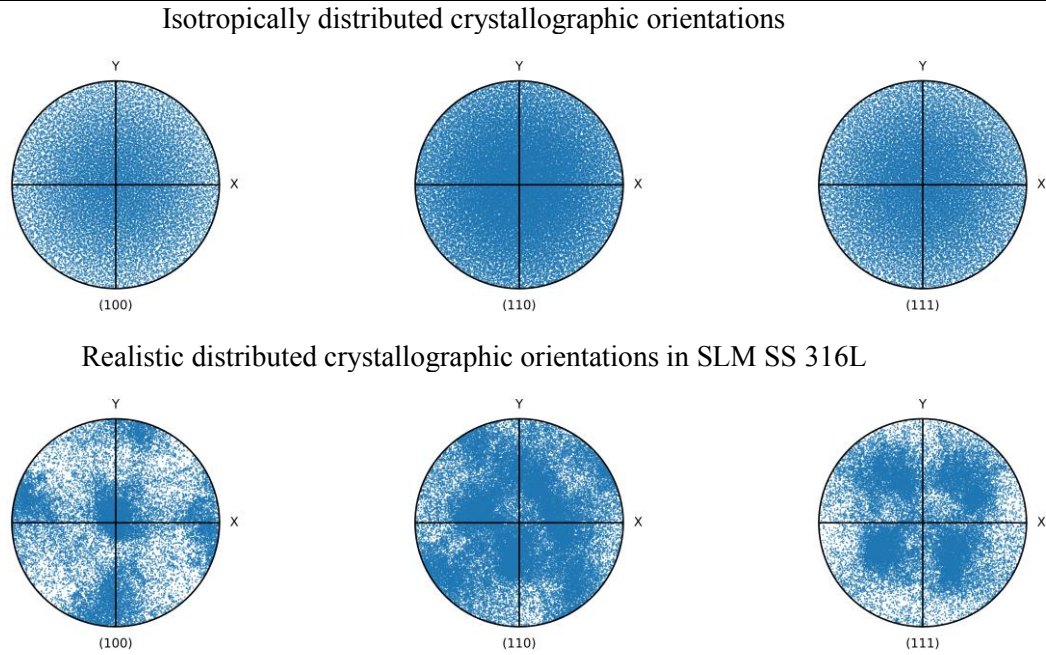 Isotropically distributed crystallographic orientations
Y
Y
Y
X
X
X
(100)
(110)
(111)
Realistic distributed crystallographic orientations in SLM SS 316L
Y
Y
Y
X
X
X
(100)
(110)
(111)